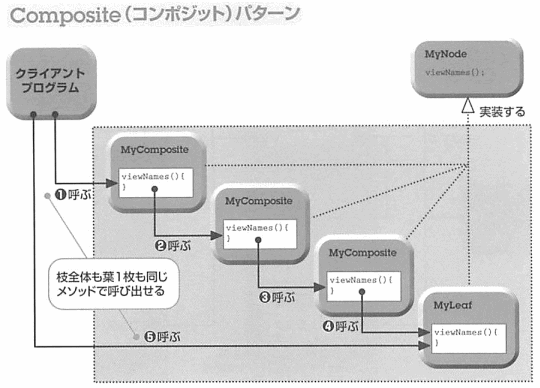 Composite（コンポジット）パターン
クライアント
プログラム
MyNode
viewNames();
実装する
MyComposite
viewNames(){
}
❶呼ぶ
MyComposite
viewNames(){
}
❷呼ぶ
MyComposite
viewNames(){
}
❸呼ぶ
枝全体も葉1枚も同じ
メソッドで呼び出せる
MyLeaf
viewNames(){
}
❹呼ぶ
❺呼ぶ